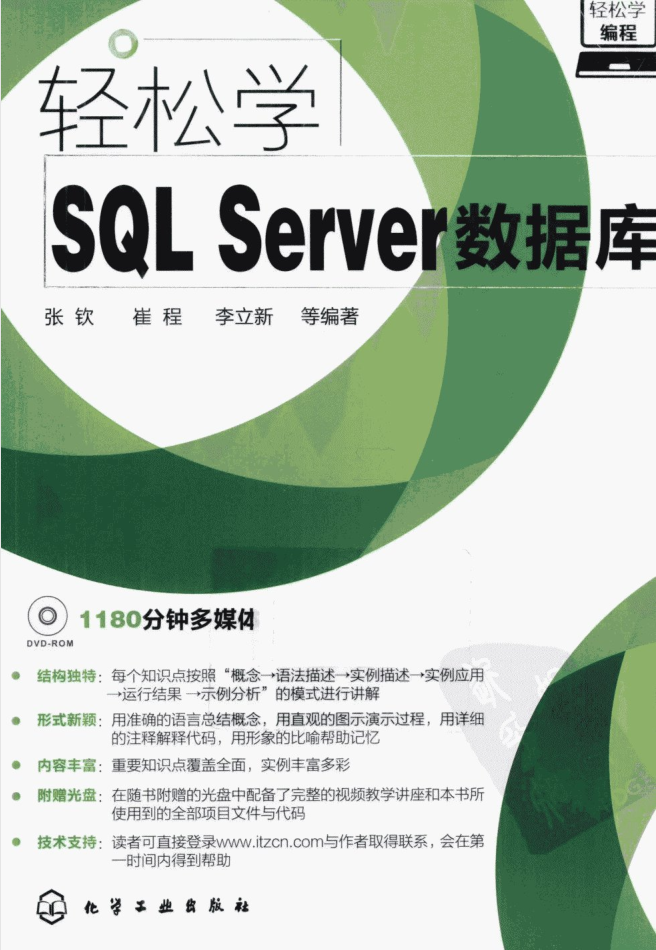 轻松学
编程
轻松学
SQL Server数据库
张 钦 崔 程 李立新 等编著
DVD-ROM
1180分钟多媒体
结构独特：每个知识点按照“概念→语法描述→实例描述→实例应用
→运行结果→示例分析”的模式进行讲解
形式新颖：用准确的语言总结概念，用直观的图示演示过程，用详细
的注释解释代码，用形象的比喻帮助记忆
内容丰富：重要知识点覆盖全面，实例丰富多彩
附赠光盘：在随书附赠的光盘中配备了完整的视频教学讲座和本书所
使用到的全部项目文件与代码
技术支持：读者可直接登录www.itzcn.com与作者取得联系，会在第
一时间内得到帮助
化学工业出版社